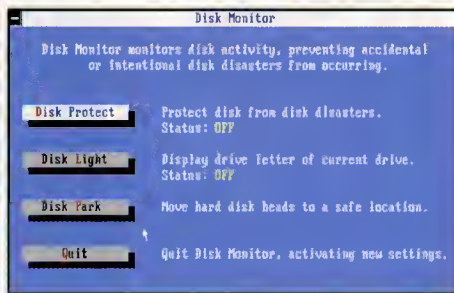 Disk Monitor
Disk Monitor monitors disk activity, preventing accidental
or intentional disk disasters from occurring.
Disk Protect
Protect disk from disk disasters.
Status: OFF
Disk Light
Display drive letter of current drive.
Status: OFF
Disk Park
Move hard disk heads to a safe location.
Quit
Quit Disk Monitor, activating new settings.